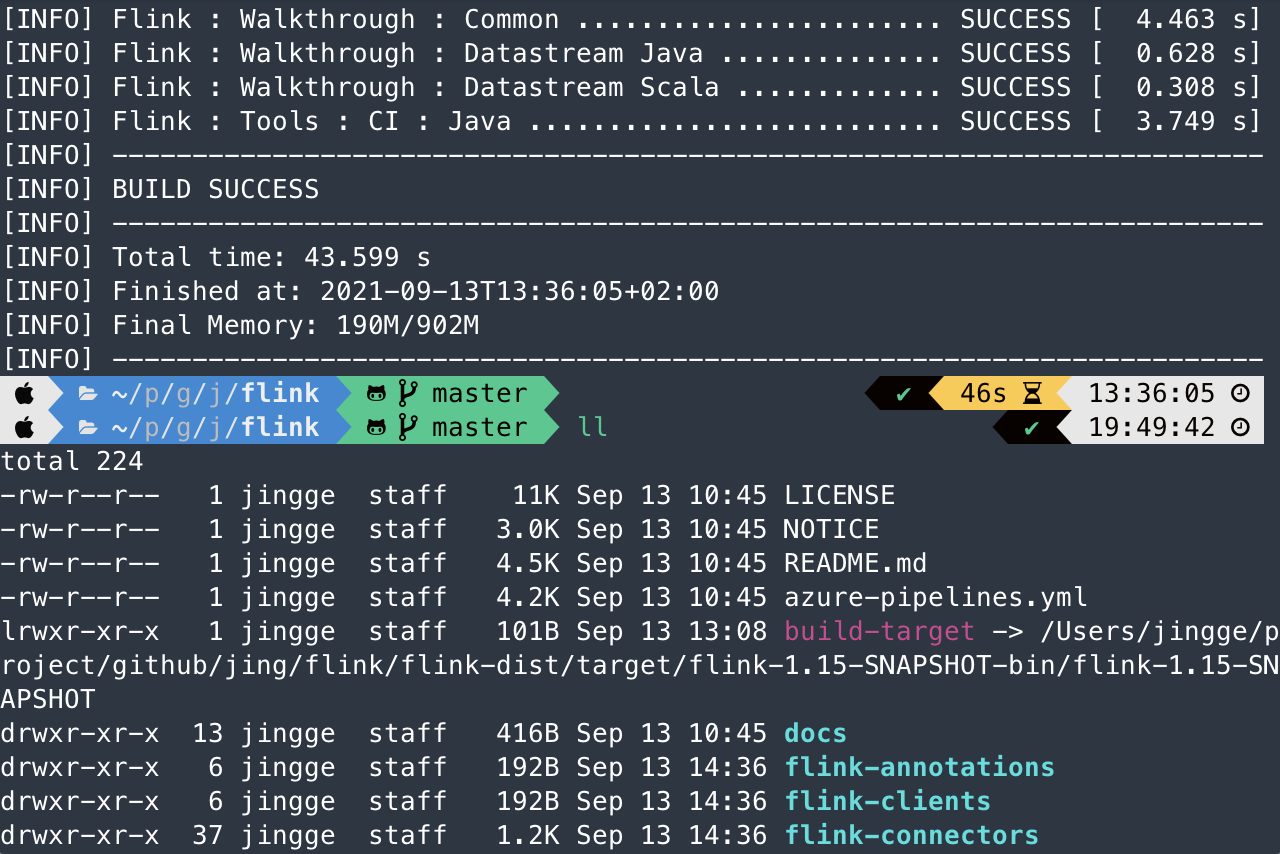 [INFO] Flink : Walkthrough : Common ....................... SUCCESS [  4.463 s]
[INFO] Flink : Walkthrough : Datastream Java .............. SUCCESS [  0.628 s]
[INFO] Flink : Walkthrough : Datastream Scala ............. SUCCESS [  0.308 s]
[INFO] Flink : Tools : CI : Java .......................... SUCCESS [  3.749 s]
[INFO] ------------------------------------------------------------------------
[INFO] BUILD SUCCESS
[INFO] ------------------------------------------------------------------------
[INFO] Total time: 43.599 s
[INFO] Finished at: 2021-09-13T13:36:05+02:00
[INFO] Final Memory: 190M/902M
[INFO] ------------------------------------------------------------------------
~/p/g/j/flink master ✔ 46s 13:36:05
~/p/g/j/flink master ll ✔ 19:49:42
total 224
-rw-r--r--   1 jingge  staff    11K Sep 13 10:45 LICENSE
-rw-r--r--   1 jingge  staff   3.0K Sep 13 10:45 NOTICE
-rw-r--r--   1 jingge  staff   4.5K Sep 13 10:45 README.md
-rw-r--r--   1 jingge  staff   4.2K Sep 13 10:45 azure-pipelines.yml
lrwxr-xr-x   1 jingge  staff   101B Sep 13 13:08 build-target -> /Users/jingge/p
roject/github/jing/flink/flink-dist/target/flink-1.15-SNAPSHOT-bin/flink-1.15-SN
APSHOT
drwxr-xr-x  13 jingge  staff   416B Sep 13 10:45 docs
drwxr-xr-x   6 jingge  staff   192B Sep 13 14:36 flink-annotations
drwxr-xr-x   6 jingge  staff   192B Sep 13 14:36 flink-clients
drwxr-xr-x  37 jingge  staff   1.2K Sep 13 14:36 flink-connectors